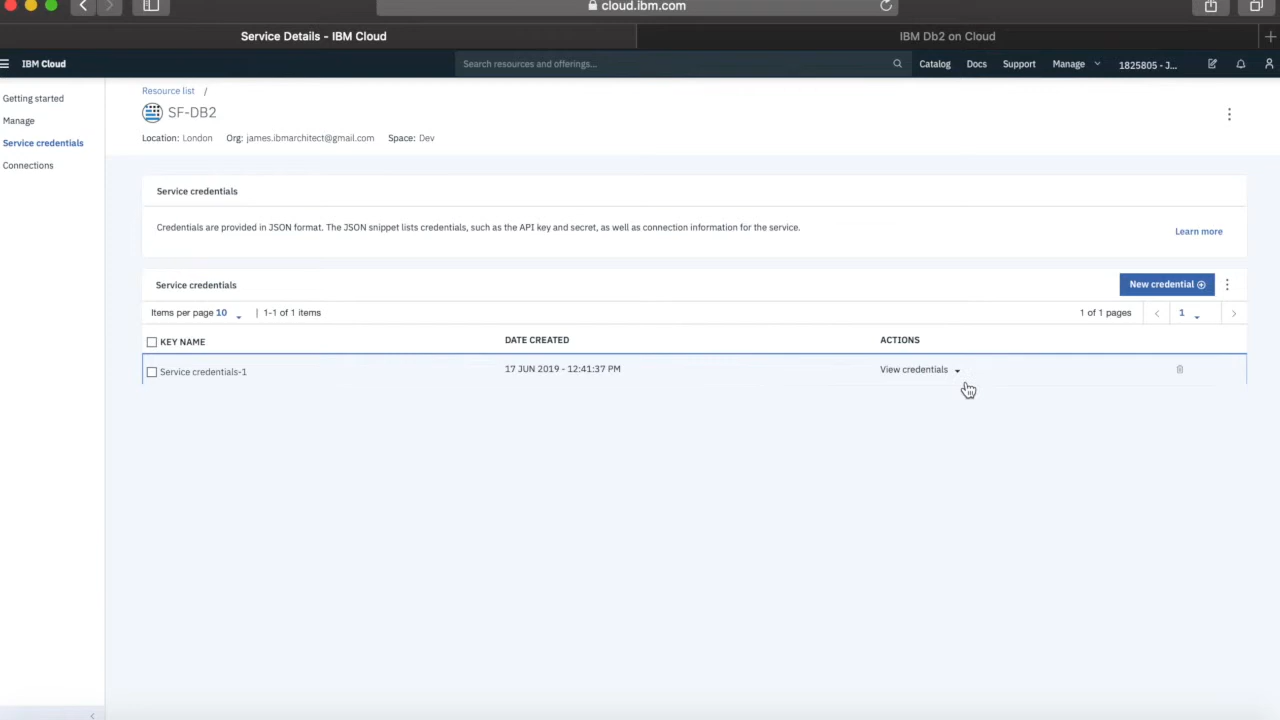 cloud.ibm.com
Service Details - IBM Cloud
IBM Db2 on Cloud
IBM Cloud
Search resources and offerings...
Catalog
Docs
Support
Manage
1825805 - J...
Getting started
Manage
Service credentials
Connections
Resource list /
SF-DB2
Location: London Org: james.ibmarchitect@gmail.com Space: Dev
Service credentials
Credentials are provided in JSON format. The JSON snippet lists credentials, such as the API key and secret, as well as connection information for the service.
Learn more
Service credentials
New credential
Items per page 10 | 1-1 of 1 items
1 of 1 pages
1
KEY NAME
DATE CREATED
ACTIONS
Service credentials-1
17 JUN 2019 - 12:41:37 PM
View credentials